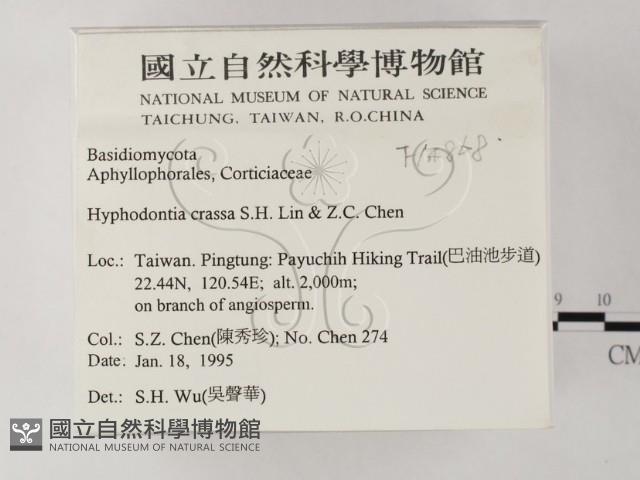 國立自然科學博物館
NATIONAL MUSEUM OF NATURAL SCIENCE
TAICHUNG. TAIWAN, R.O.CHINA
Basidiomycota
Aphyllophorales, Corticiaceae
Hyphodontia crassa S.H. Lin & Z.C. Chen
Loc.: Taiwan. Pingtung: Payuchih Hiking Trail(巴油池步道)
22.44N, 120.54E; alt. 2,000m;
on branch of angiosperm.
Col.: S.Z. Chen(陳秀珍); No. Chen 274
Date: Jan. 18, 1995
Det.: S.H. Wu(吳聲華)
9 10
CM
國立自然科學博物館
NATIONAL MUSEUM OF NATURAL SCIENCE